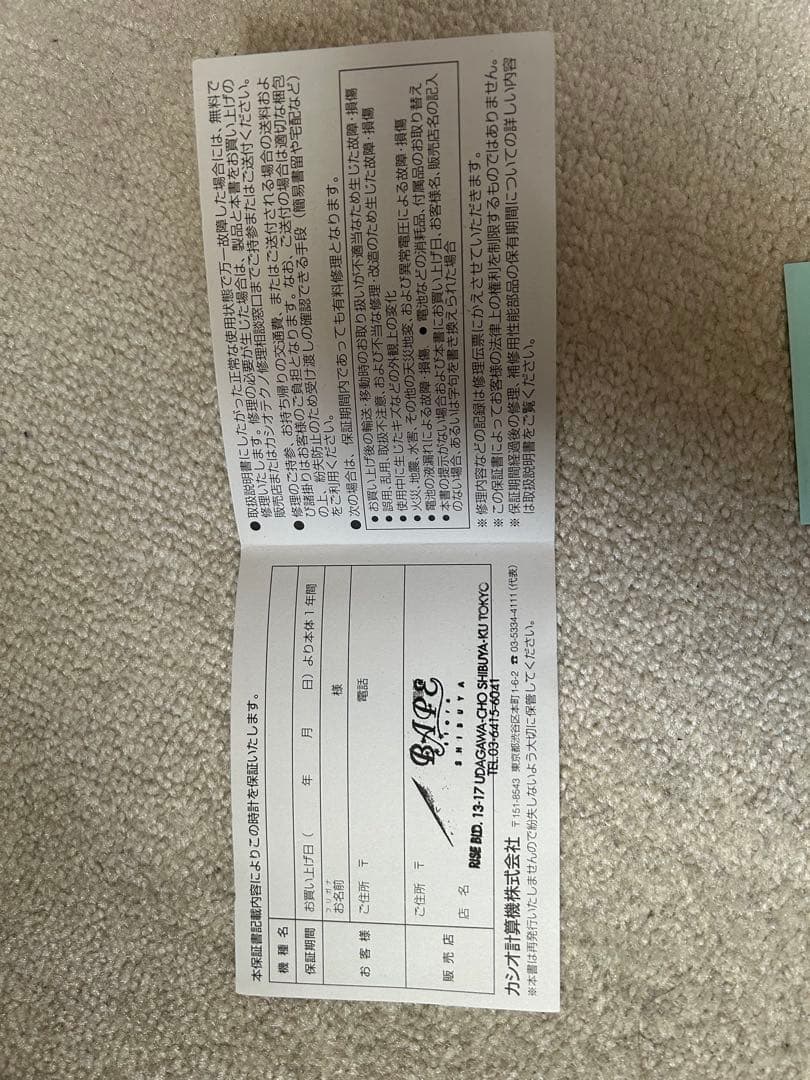 本保証書記載内容によりこの時計を保証いたします。
機種名
保証期間 お買い上げ日( 年 月 日)より本体1年間
お客様
フリガナ
お名前 様
ご住所 〒 電話
販売店
ご住所 〒
店名
BAPE
store
SHIBUYA
RISE BLD. 13-17 UDAGAWA-CHO SHIBUYA-KU TOKYO
TEL.03-6415-6041
カシオ計算機株式会社 〒151-8543 東京都渋谷区本町1-6-2 ☎ 03-5334-4111(代表)
※本書は再発行いたしませんので紛失しないよう大切に保管してください。
●取扱説明書にしたがった正常な使用状態で万一故障した場合には、無料で
修理いたします。修理の必要が生じた場合は、製品と本書をお買い上げの
販売店またはカシオテクノ修理相談窓口までご持参またはご送付ください。
●修理のご持参、お持ち帰りの交通費、またはご送付される場合の送料およ
び諸掛りはお客様のご負担となります。なお、ご送付の場合は適切な梱包
の上、紛失防止のため受け渡しの確認できる手段(簡易書留や宅配など)
をご利用ください。
●次の場合は、保証期間内であっても有料修理となります。
●お買い上げ後の輸送・移動時のお取り扱いが不適当なため生じた故障・損傷
●誤用、乱用、取扱不注意、および不当な修理・改造のため生じた故障・損傷
●使用中に生じたキズなどの外観上の変化
●火災、地震、水害、その他の天災地変、および異常電圧による故障・損傷
●電池の液漏れによる故障・損傷 ●電池などの消耗品、付属品のお取り替え
●本書の提示がない場合および本書にお買い上げ日、お客様名、販売店名の記入
のない場合、あるいは字句を書き換えられた場合
※修理内容などの記録は修理伝票にかえさせていただきます。
※この保証書によってお客様の法律上の権利を制限するものではありません。
※保証期間経過後の修理、補修用性能部品の保有期間についての詳しい内容
は取扱説明書をご覧ください。